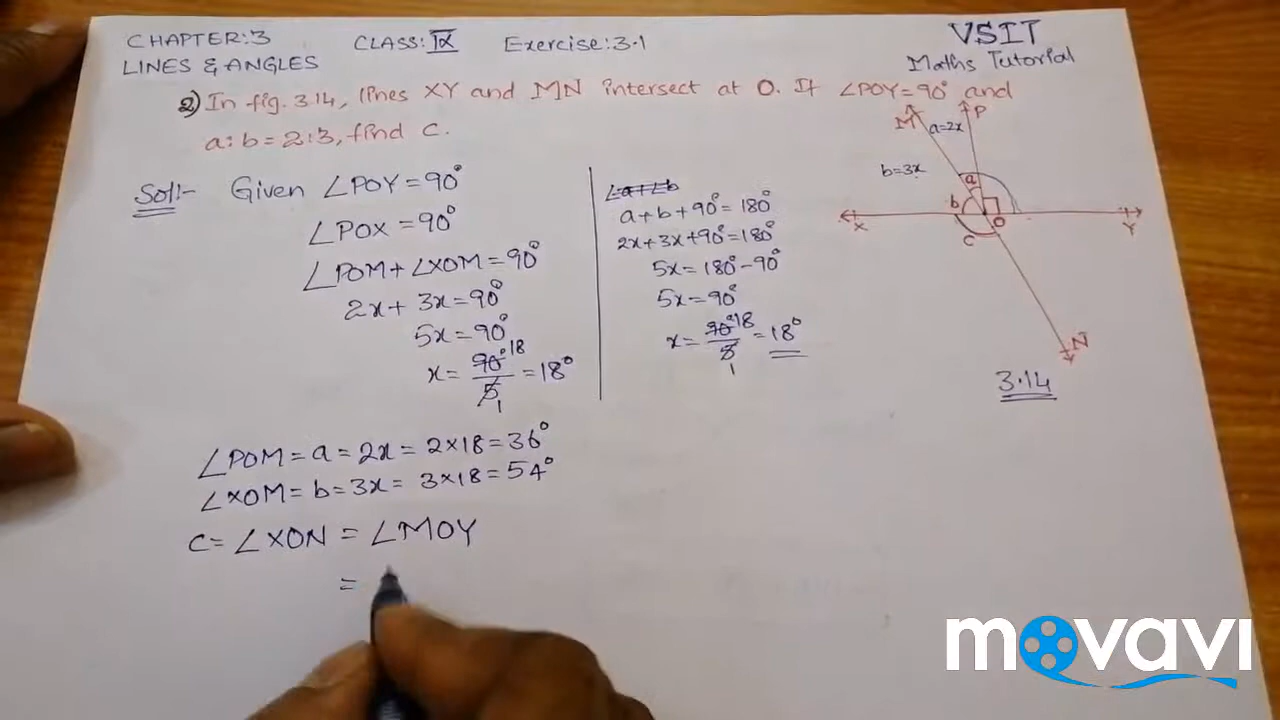 CHAPTER:3 CLASS: IX Exercise:3.1 VSIT
LINES & ANGLES Maths Tutorial
2) In fig. 3.14, lines XY and MN intersect at O. If ∠POY=90° and
a:b=2:3, find c.
Sol:- Given ∠POY=90°
∠POX=90°
∠POM+∠XOM=90°
2x+3x=90°
5x=90°
x=90°/5=18°
18
1
∠a+∠b
a+b+90°=180°
2x+3x+90°=180°
5x=180°-90°
5x=90°
x=90°/5=18°
18
1
M P
a=2x
b=3x
a
b
X O Y
c
N
3.14
∠POM=a=2x=2×18=36°
∠XOM=b=3x=3×18=54°
C=∠XON=∠MOY
=
movavi